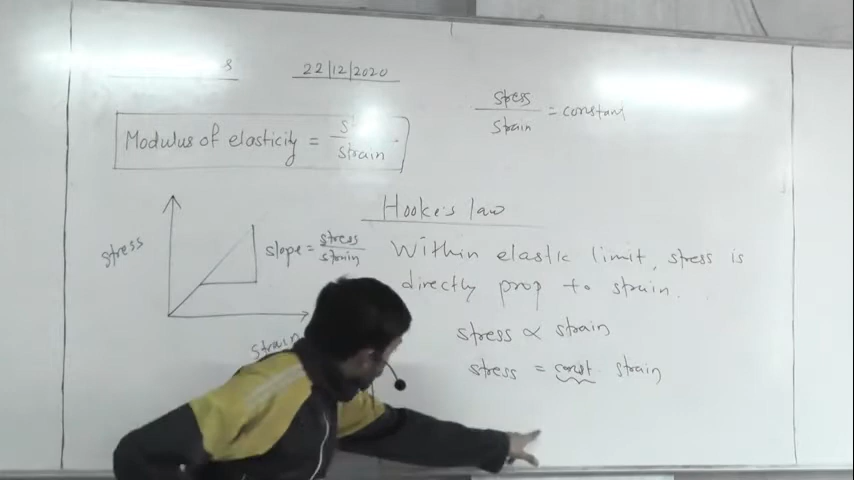 22/12/2020
stress
strain = constant
Modulus of elasticity = 
strain
stress
slope = stress
strain
strain
Hooke's law
Within elastic limit, stress is
directly prop to strain.
stress ∝ strain
stress = const strain